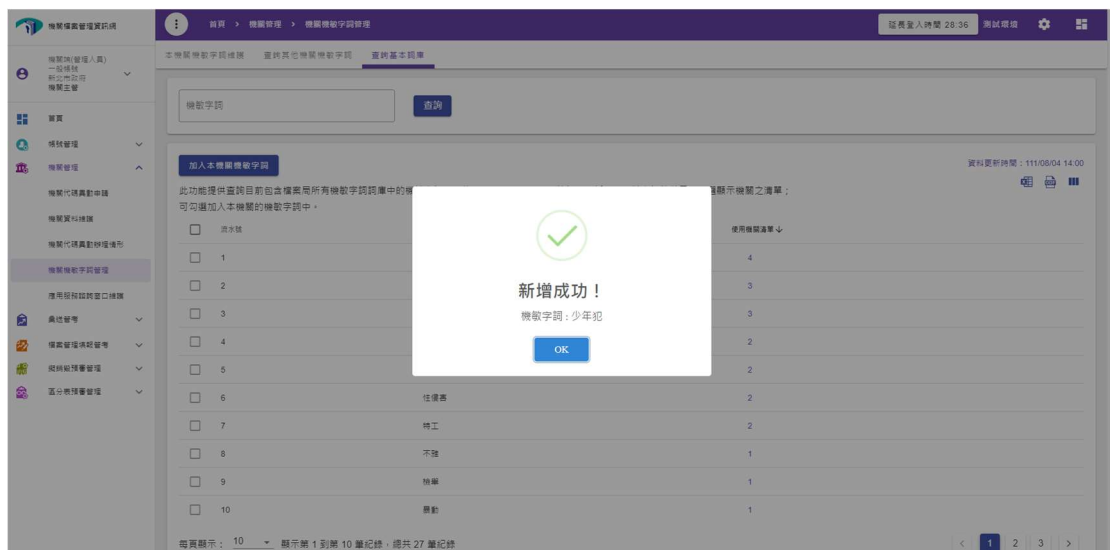 機關檔案管理資訊網
首頁 > 機關管理 > 機關機敏字詞管理
延長登入時間 28:36
測試環境
機關端(管理人員)
一般帳號
新北市政府
機關主管
本機關機敏字詞維護
查詢其他機關機敏字詞
查詢基本詞庫
機敏字詞
查詢
首頁
帳號管理
機關管理
機關代碼異動申請
機關資料維護
機關代碼異動辦理情形
機關機敏字詞管理
應用服務諮詢窗口維護
彙送管考
檔案管理填報管考
銷毀報預審管理
區分表預審管理
加入本機關機敏字詞
資料更新時間:111/08/04 14:00
此功能提供查詢目前包含檔案局所有機敏字詞詞庫中的機
顯示機關之清單;
可勾選加入本機關的機敏字詞中。
流水號
使用機關清單↓
1 4
2 3
3 3
4 2
5 2
6 性侵害 2
7 特工 2
8 不雅 1
9 檢舉 1
10 1
新增成功!
機敏字詞:少年犯
OK
每頁顯示: 10
顯示第 1 到第 10 筆紀錄,總共 27 筆紀錄
< 1 2 3 >